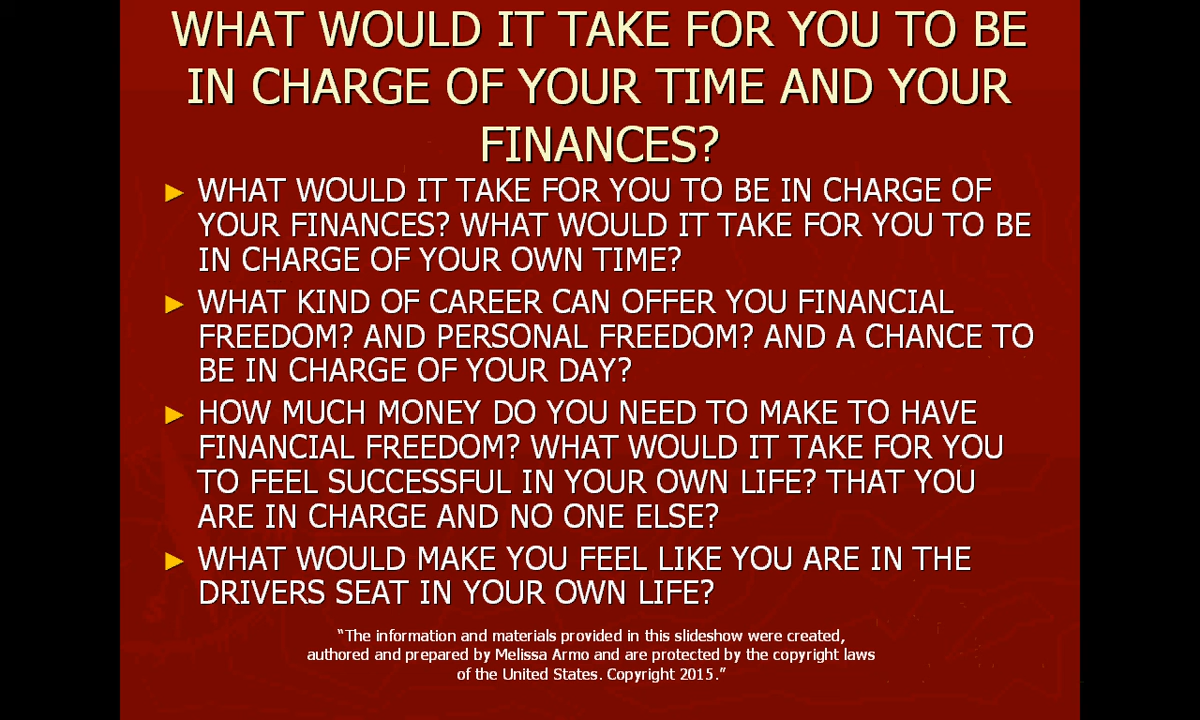 WHAT WOULD IT TAKE FOR YOU TO BE
IN CHARGE OF YOUR TIME AND YOUR
FINANCES?
► WHAT WOULD IT TAKE FOR YOU TO BE IN CHARGE OF
YOUR FINANCES? WHAT WOULD IT TAKE FOR YOU TO BE
IN CHARGE OF YOUR OWN TIME?
► WHAT KIND OF CAREER CAN OFFER YOU FINANCIAL
FREEDOM? AND PERSONAL FREEDOM? AND A CHANCE TO
BE IN CHARGE OF YOUR DAY?
► HOW MUCH MONEY DO YOU NEED TO MAKE TO HAVE
FINANCIAL FREEDOM? WHAT WOULD IT TAKE FOR YOU
TO FEEL SUCCESSFUL IN YOUR OWN LIFE? THAT YOU
ARE IN CHARGE AND NO ONE ELSE?
► WHAT WOULD MAKE YOU FEEL LIKE YOU ARE IN THE
DRIVERS SEAT IN YOUR OWN LIFE?
“The information and materials provided in this slideshow were created,
authored and prepared by Melissa Armo and are protected by the copyright laws
of the United States. Copyright 2015.”